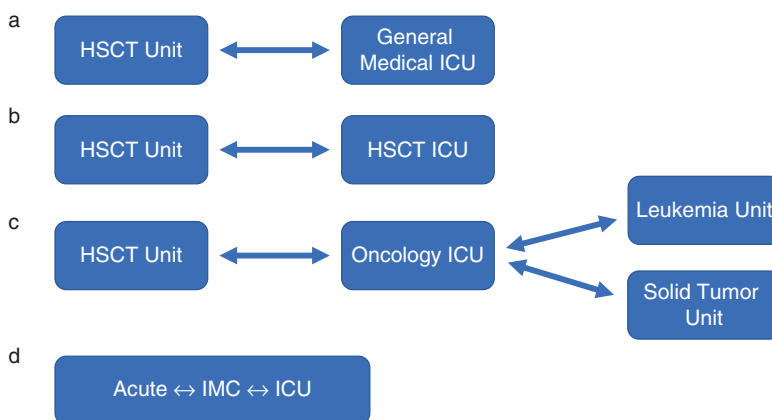 a
HSCT Unit
General
Medical ICU
b
HSCT Unit
HSCT ICU
c
HSCT Unit
Oncology ICU
Leukemia Unit
Solid Tumor
Unit
d
Acute ↔ IMC ↔ ICU